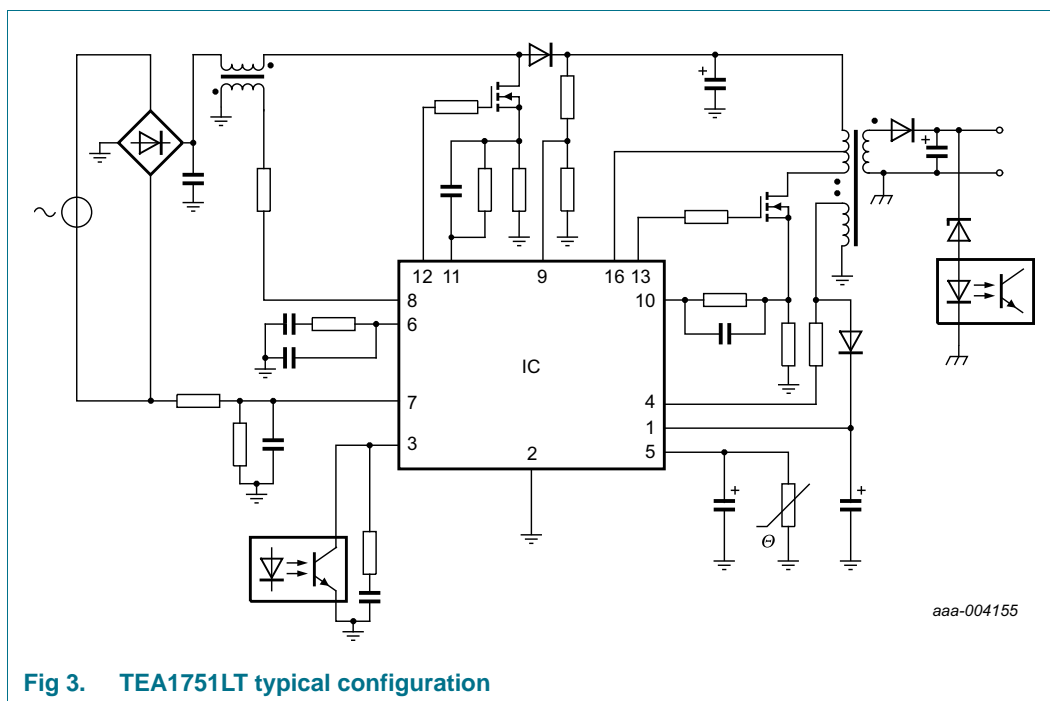 12 11 9 16 13
8
10
6
IC
7
4
3
1
2
5
+
+
+
+
Θ
aaa-004155
Fig 3. TEA1751LT typical configuration